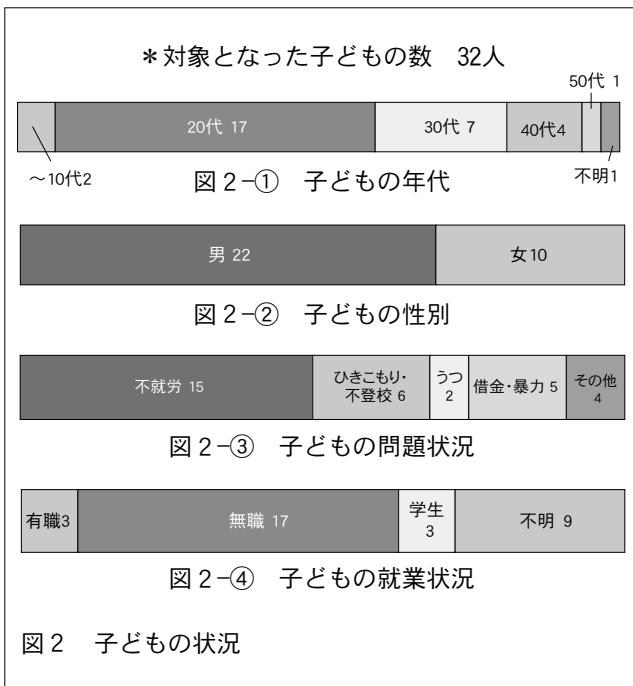 ＊対象となった子どもの数　32人
50代 1
20代 17　30代 7　40代4
～10代2　不明1
図２-①　子どもの年代
男 22　女10
図２-②　子どもの性別
不就労 15　ひきこもり・不登校 6　うつ 2　借金・暴力 5　その他 4
図２-③　子どもの問題状況
有職3　無職 17　学生 3　不明 9
図２-④　子どもの就業状況
図２　子どもの状況